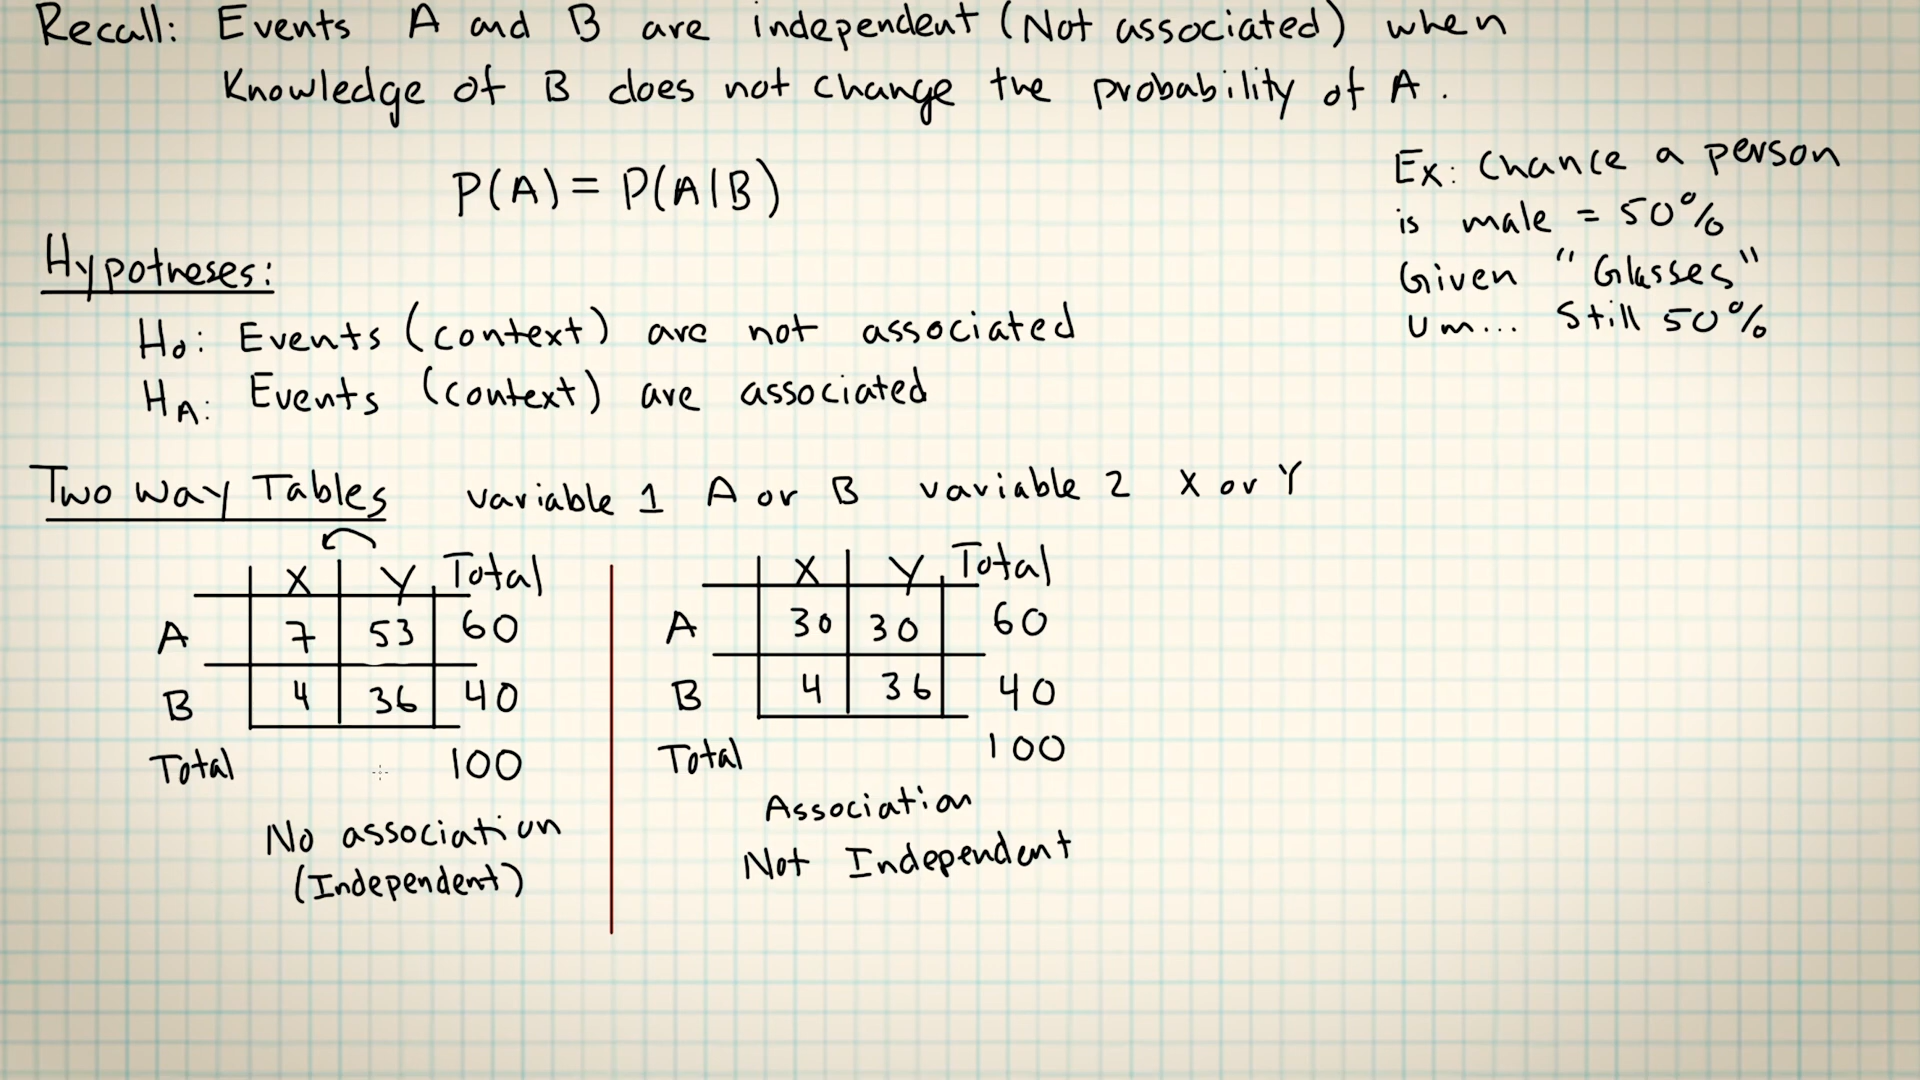 Recall: Events A and B are independent (Not associated) when
Knowledge of B does not change the probability of A.
P(A) = P(A|B)
Ex: Chance a person
is male = 50%
Given "Glasses"
Um... Still 50%
Hypotheses:
H₀: Events (context) are not associated
Hᴀ: Events (context) are associated
Two way Tables variable 1 A or B variable 2 X or Y
X Y Total
A 7 53 60
B 4 36 40
Total 100
No association
(Independent)
X Y Total
A 30 30 60
B 4 36 40
Total 100
Association
Not Independent